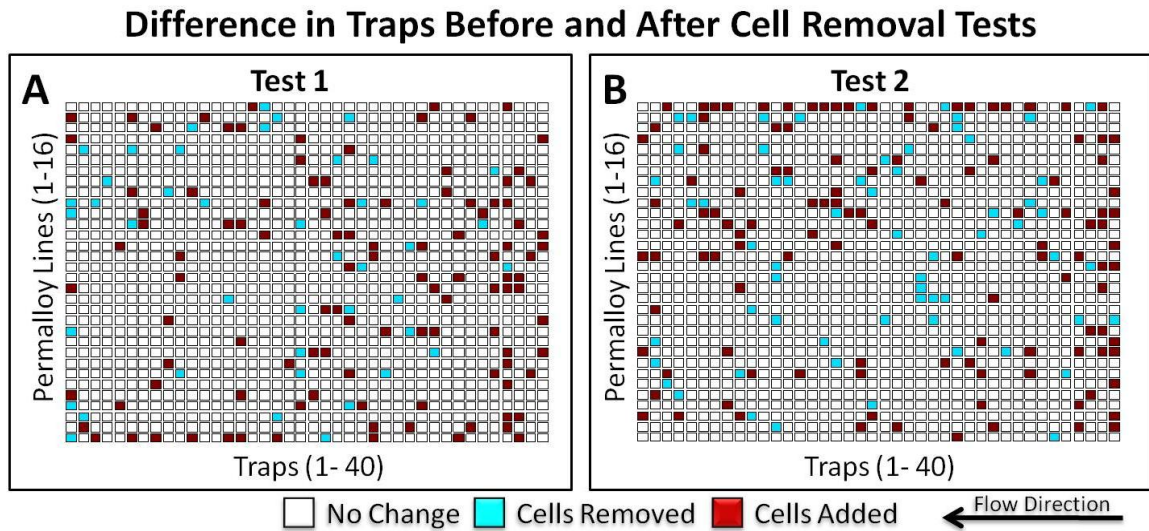 Difference in Traps Before and After Cell Removal Tests
A
Test 1
Permalloy Lines (1-16)
Traps (1- 40)
B
Test 2
Permalloy Lines (1-16)
Traps (1- 40)
No Change
Cells Removed
Cells Added
Flow Direction